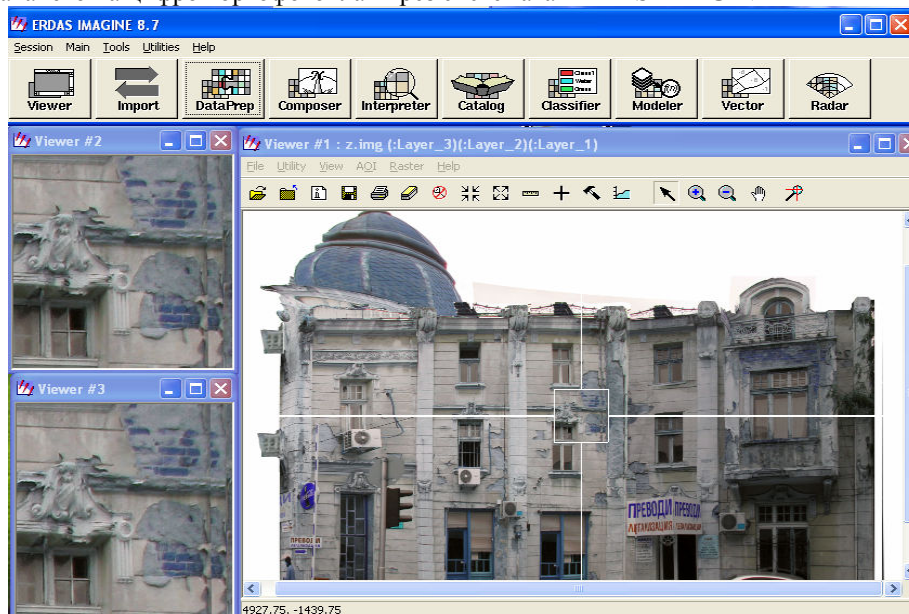 ERDAS IMAGINE 8.7
Session Main Tools Utilities Help
Viewer Import DataPrep Composer Interpreter Catalog Classifier Modeler Vector Radar
Viewer #2
Viewer #1 : z.img (:Layer_3)(:Layer_2)(:Layer_1)
File Utility View AOI Raster Help
Viewer #3
ПРЕВОДИ ПРЕВОДИ
ЛЕГАЛИЗАЦИЯ
ПРЕВОДИ
4927.75, -1439.75